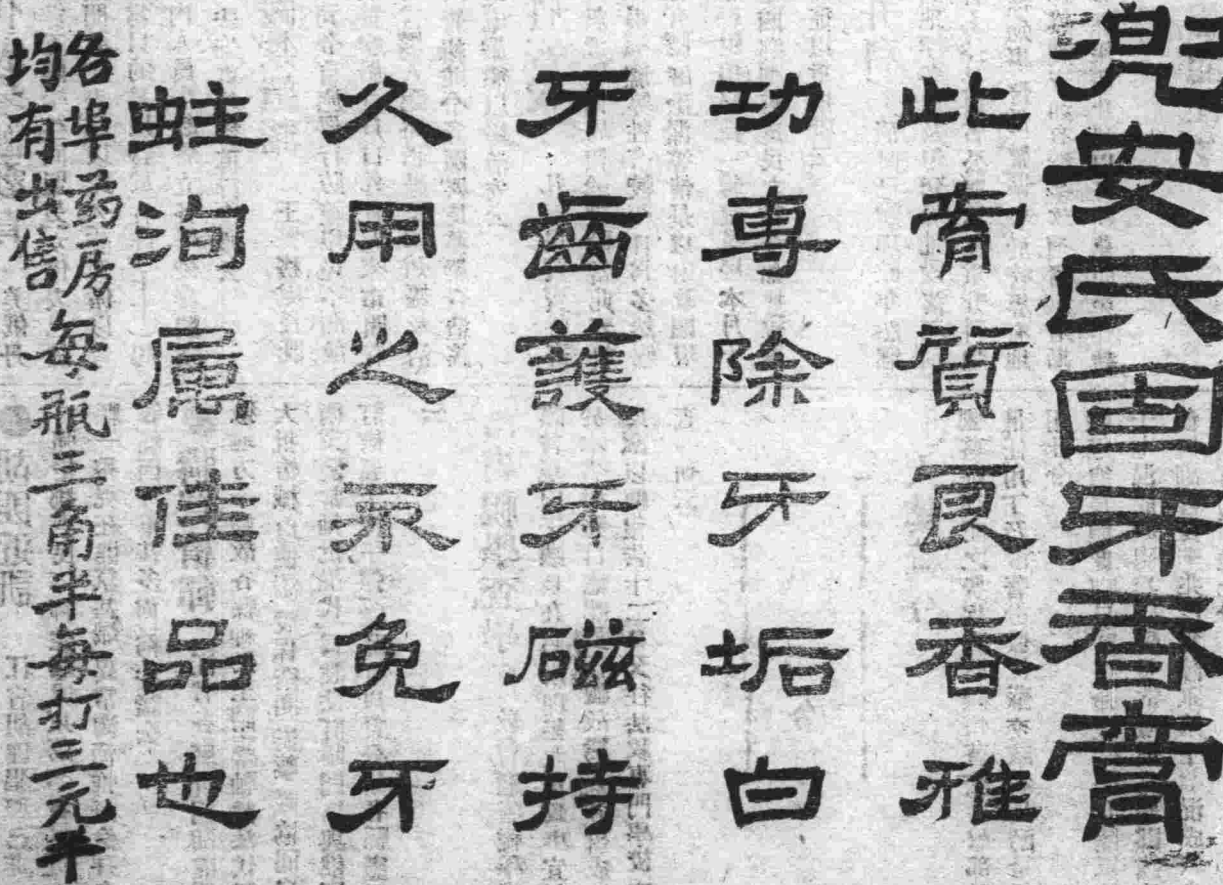 兜安氏固牙香膏
此膏質良香雅
功專除牙垢白
牙齒護牙磁持
久用之永免牙
蛀洵屬佳品也
各埠药房均有出售
每瓶三角半每打三元半